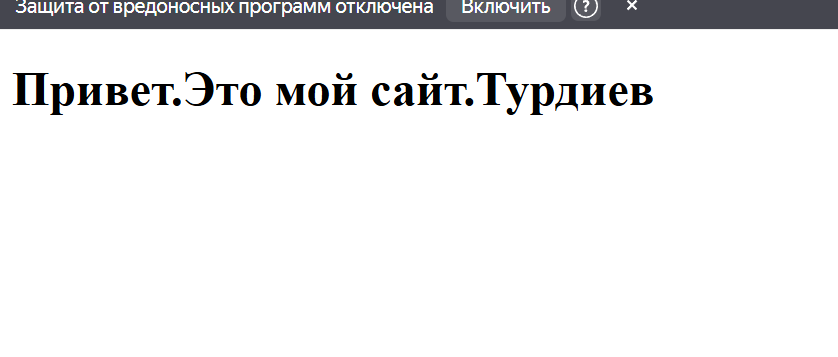 Защита от вредоносных программ отключена Включить ? ×
Привет.Это мой сайт.Турдиев